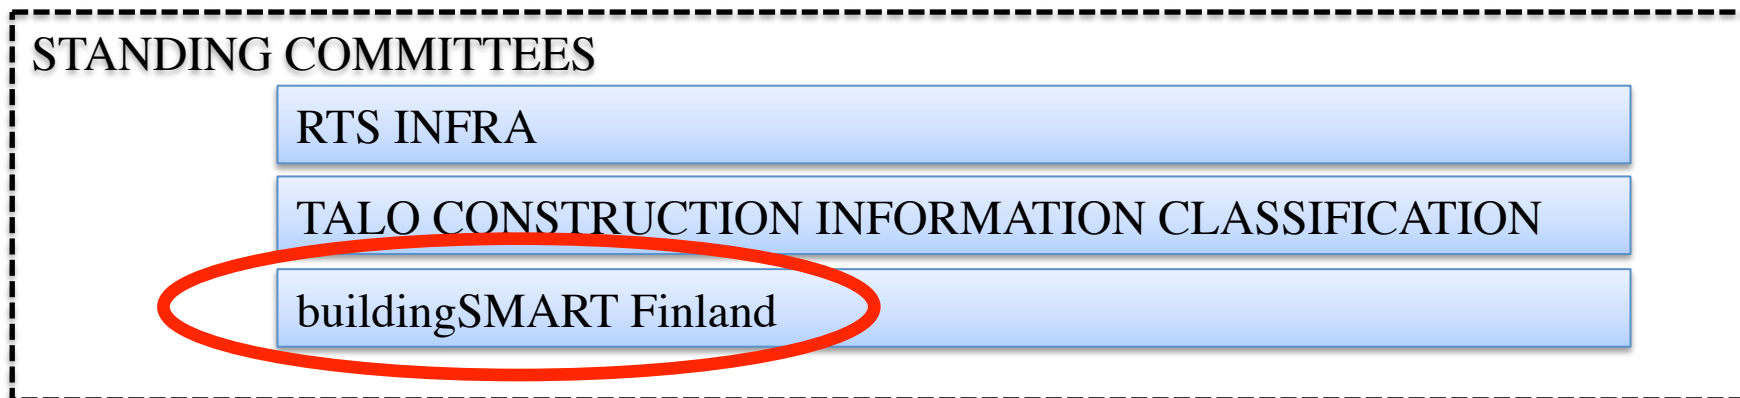 STANDING COMMITTEES
RTS INFRA
TALO CONSTRUCTION INFORMATION CLASSIFICATION
buildingSMART Finland